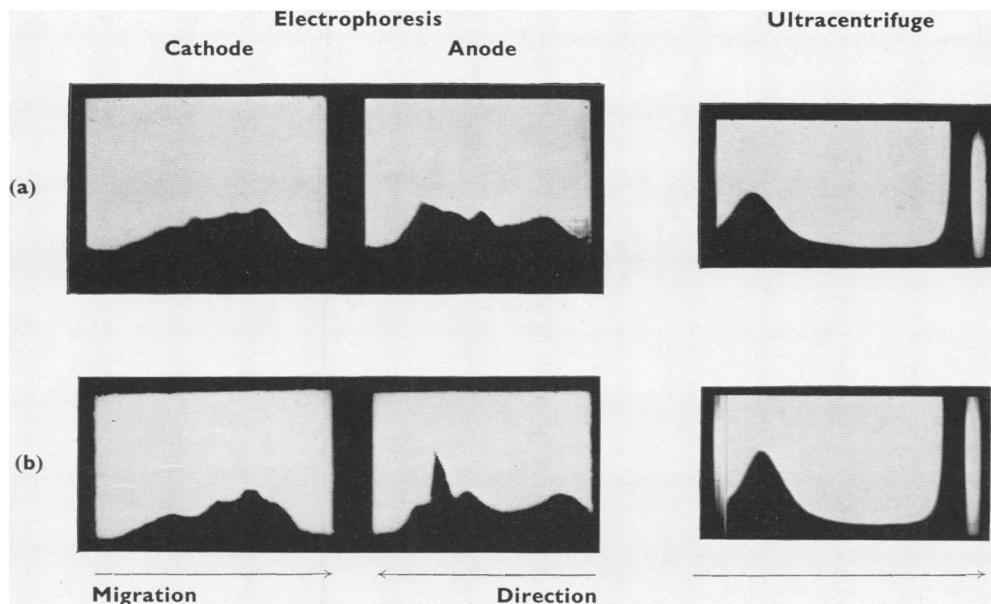 Electrophoresis
Ultracentrifuge
Cathode
Anode
(a)
(b)
Migration
Direction